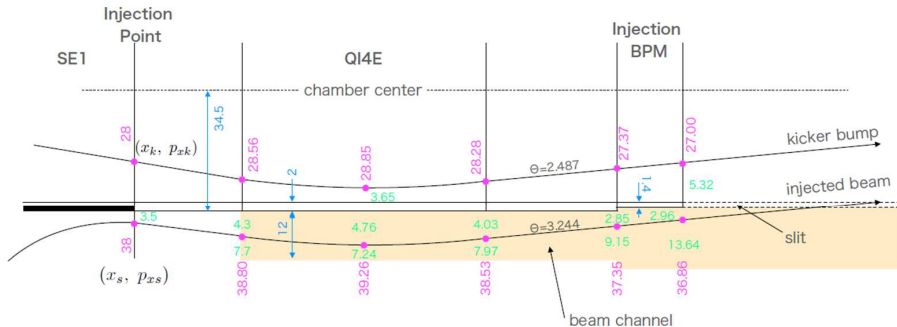 Injection
Point
SE1
QI4E
Injection
BPM
chamber center
34.5
28
(x_k, p_xk)
28.56
28.85
28.28
27.37
27.00
kicker bump
Θ=2.487
2
3.65
1.4
5.32
injected beam
3.5
4.3
4.76
4.03
Θ=3.244
2.85
2.96
12
38
7.7
7.24
7.97
9.15
13.64
slit
(x_s, p_xs)
38.80
39.26
38.53
37.35
36.86
beam channel